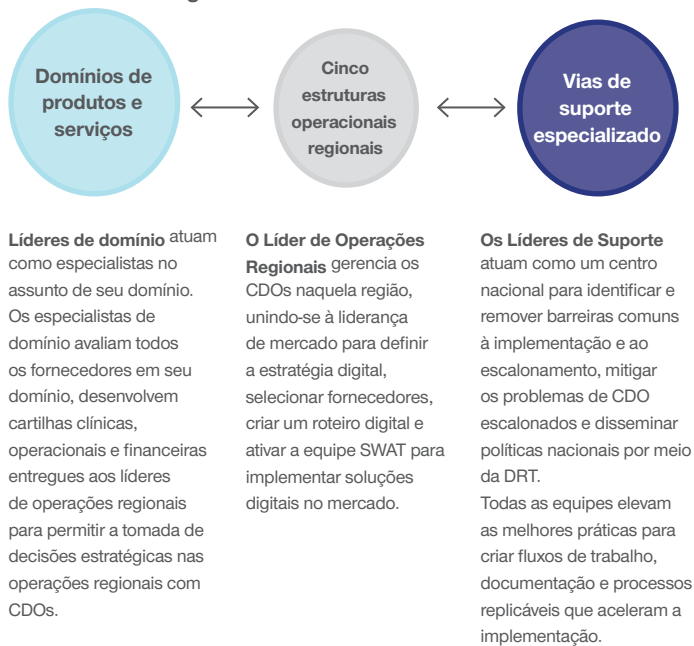 Domínios de
produtos e
serviços
Cinco
estruturas
operacionais
regionais
Vias de
suporte
especializado
Líderes de domínio atuam
como especialistas no
assunto de seu domínio.
Os especialistas de
domínio avaliam todos
os fornecedores em seu
domínio, desenvolvem
cartilhas clínicas,
operacionais e financeiras
entregues aos líderes
de operações regionais
para permitir a tomada de
decisões estratégicas nas
operações regionais com
CDOs.
O Líder de Operações
Regionais gerencia os
CDOs naquela região,
unindo-se à liderança
de mercado para definir
a estratégia digital,
selecionar fornecedores,
criar um roteiro digital e
ativar a equipe SWAT para
implementar soluções
digitais no mercado.
Os Líderes de Suporte
atuam como um centro
nacional para identificar e
remover barreiras comuns
à implementação e ao
escalonamento, mitigar
os problemas de CDO
escalonados e disseminar
políticas nacionais por meio
da DRT.
Todas as equipes elevam
as melhores práticas para
criar fluxos de trabalho,
documentação e processos
replicáveis que aceleram a
implementação.